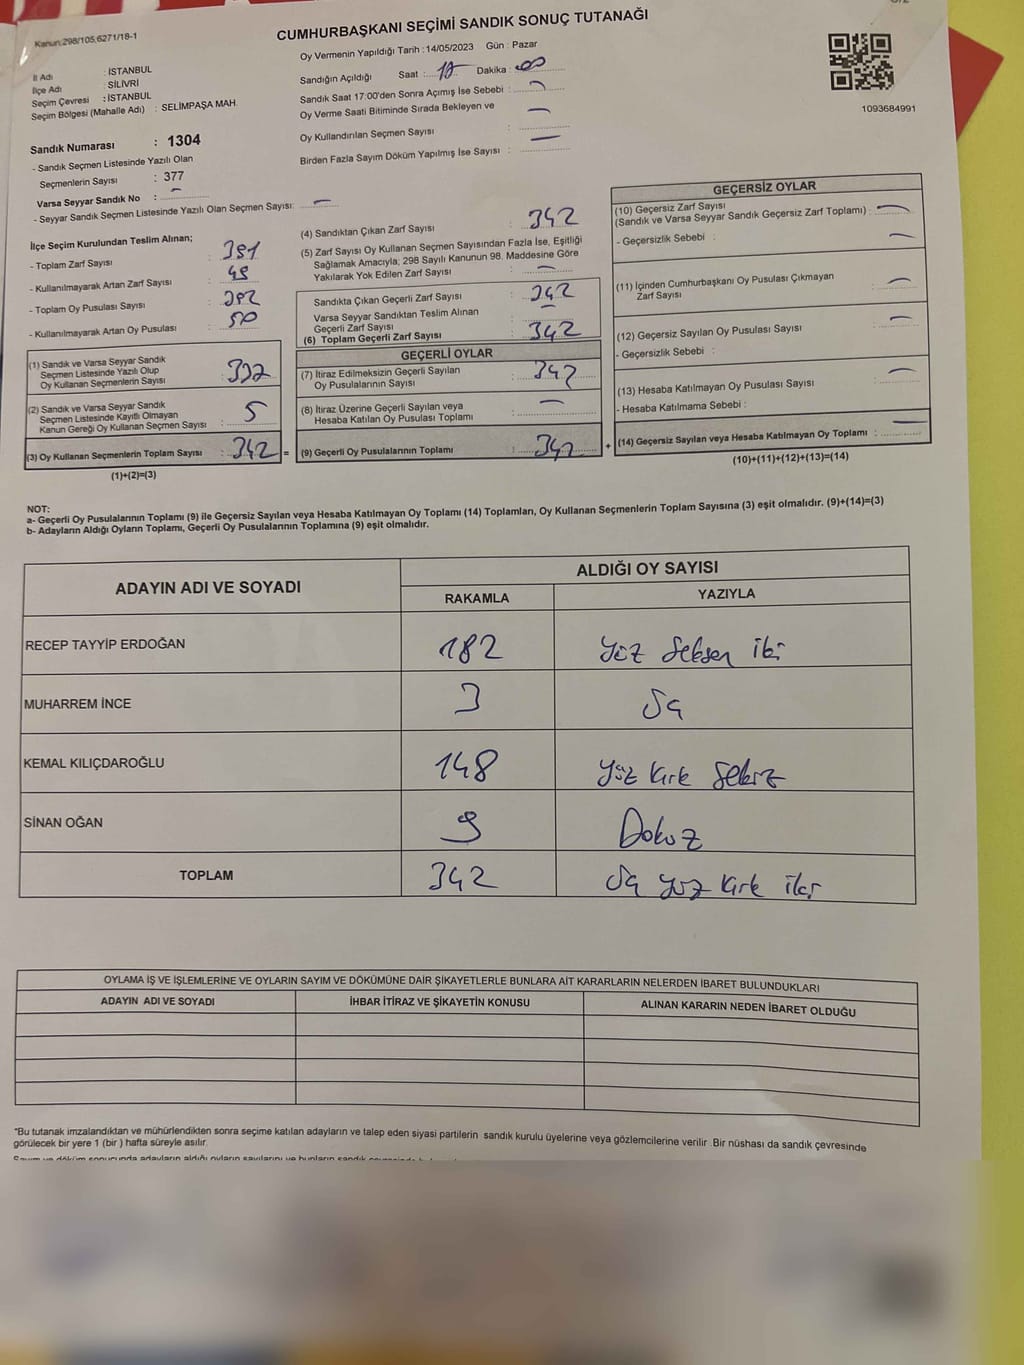 Kanun:298/105;6271/18-1
CUMHURBAŞKANI SEÇİMİ SANDIK SONUÇ TUTANAĞI
Oy Vermenin Yapıldığı Tarih : 14/05/2023 Gün : Pazar
İl Adı : İSTANBUL
İlçe Adı : SİLİVRİ
Seçim Çevresi : İSTANBUL
Seçim Bölgesi (Mahalle Adı) : SELİMPAŞA MAH.
Sandığın Açıldığı Saat : Dakika : 00
Sandık Saat 17:00'den Sonra Açımış İse Sebebi :
Oy Verme Saati Bitiminde Sırada Bekleyen ve
Oy Kullandırılan Seçmen Sayısı :
Birden Fazla Sayım Döküm Yapılmış İse Sayısı :
1093684991
Sandık Numarası : 1304
- Sandık Seçmen Listesinde Yazılı Olan
Seçmenlerin Sayısı : 377
Varsa Seyyar Sandık No : -
- Seyyar Sandık Seçmen Listesinde Yazılı Olan Seçmen Sayısı: -
İlçe Seçim Kurulundan Teslim Alınan;
- Toplam Zarf Sayısı : 391
- Kullanılmayarak Artan Zarf Sayısı : 49
- Toplam Oy Pusulası Sayısı :
- Kullanılmayarak Artan Oy Pusulası : 50
(1) Sandık ve Varsa Seyyar Sandık
Seçmen Listesinde Yazılı Olup
Oy Kullanan Seçmenlerin Sayısı :
(2) Sandık ve Varsa Seyyar Sandık
Seçmen Listesinde Kayıtlı Olmayan
Kanun Gereği Oy Kullanan Seçmen Sayısı : 5
(3) Oy Kullanan Seçmenlerin Toplam Sayısı : 342 =
(1)+(2)=(3)
(4) Sandıktan Çıkan Zarf Sayısı : 342
(5) Zarf Sayısı Oy Kullanan Seçmen Sayısından Fazla İse, Eşitliği
Sağlamak Amacıyla; 298 Sayılı Kanunun 98. Maddesine Göre
Yakılarak Yok Edilen Zarf Sayısı : -
Sandıkta Çıkan Geçerli Zarf Sayısı : 342
Varsa Seyyar Sandıktan Teslim Alınan
Geçerli Zarf Sayısı : -
(6) Toplam Geçerli Zarf Sayısı : 342
GEÇERLİ OYLAR
(7) İtiraz Edilmeksizin Geçerli Sayılan
Oy Pusulalarının Sayısı : 342
(8) İtiraz Üzerine Geçerli Sayılan veya
Hesaba Katılan Oy Pusulası Toplamı : -
(9) Geçerli Oy Pusulalarının Toplamı : 342 +
GEÇERSİZ OYLAR
(10) Geçersiz Zarf Sayısı
(Sandık ve Varsa Seyyar Sandık Geçersiz Zarf Toplamı) : -
- Geçersizlik Sebebi : -
(11) İçinden Cumhurbaşkanı Oy Pusulası Çıkmayan
Zarf Sayısı : -
(12) Geçersiz Sayılan Oy Pusulası Sayısı : -
- Geçersizlik Sebebi :
(13) Hesaba Katılmayan Oy Pusulası Sayısı : -
- Hesaba Katılmama Sebebi :
(14) Geçersiz Sayılan veya Hesaba Katılmayan Oy Toplamı : -
(10)+(11)+(12)+(13)=(14)
NOT:
a- Geçerli Oy Pusulalarının Toplamı (9) ile Geçersiz Sayılan veya Hesaba Katılmayan Oy Toplamı (14) Toplamları, Oy Kullanan Seçmenlerin Toplam Sayısına (3) eşit olmalıdır. (9)+(14)=(3)
b- Adayların Aldığı Oyların Toplamı, Geçerli Oy Pusulalarının Toplamına (9) eşit olmalıdır.
ADAYIN ADI VE SOYADI ALDIĞI OY SAYISI
RAKAMLA YAZIYLA
RECEP TAYYİP ERDOĞAN 182 yüz seksen iki
MUHARREM İNCE 3 üç
KEMAL KILIÇDAROĞLU 148 yüz kırk sekiz
SİNAN OĞAN 9 Dokuz
TOPLAM 342 üç yüz kırk iki
OYLAMA İŞ VE İŞLEMLERİNE VE OYLARIN SAYIM VE DÖKÜMÜNE DAİR ŞİKAYETLERLE BUNLARA AİT KARARLARIN NELERDEN İBARET BULUNDUKLARI
ADAYIN ADI VE SOYADI İHBAR İTİRAZ VE ŞİKAYETİN KONUSU ALINAN KARARIN NEDEN İBARET OLDUĞU
*Bu tutanak imzalandıktan ve mühürlendikten sonra seçime katılan adayların ve talep eden siyasi partilerin sandık kurulu üyelerine veya gözlemcilerine verilir. Bir nüshası da sandık çevresinde
görülecek bir yere 1 (bir ) hafta süreyle asılır.